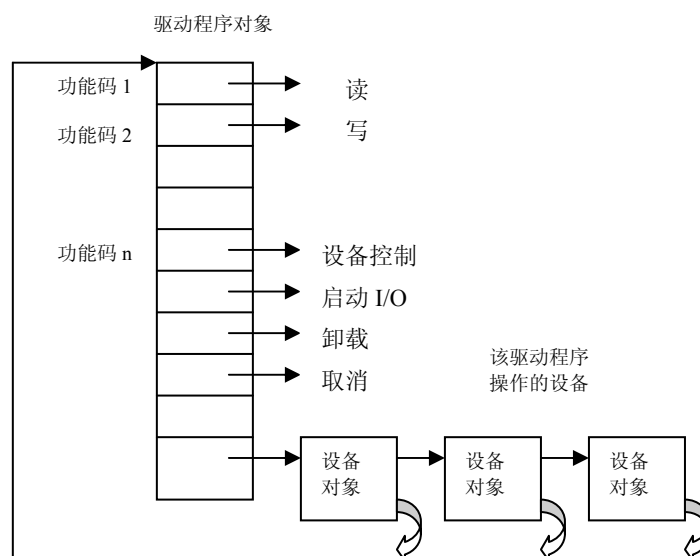 驱动程序对象
功能码 1
读
功能码 2
写
功能码 n
设备控制
启动 I/O
卸载
取消
该驱动程序
操作的设备
设备
对象
设备
对象
设备
对象